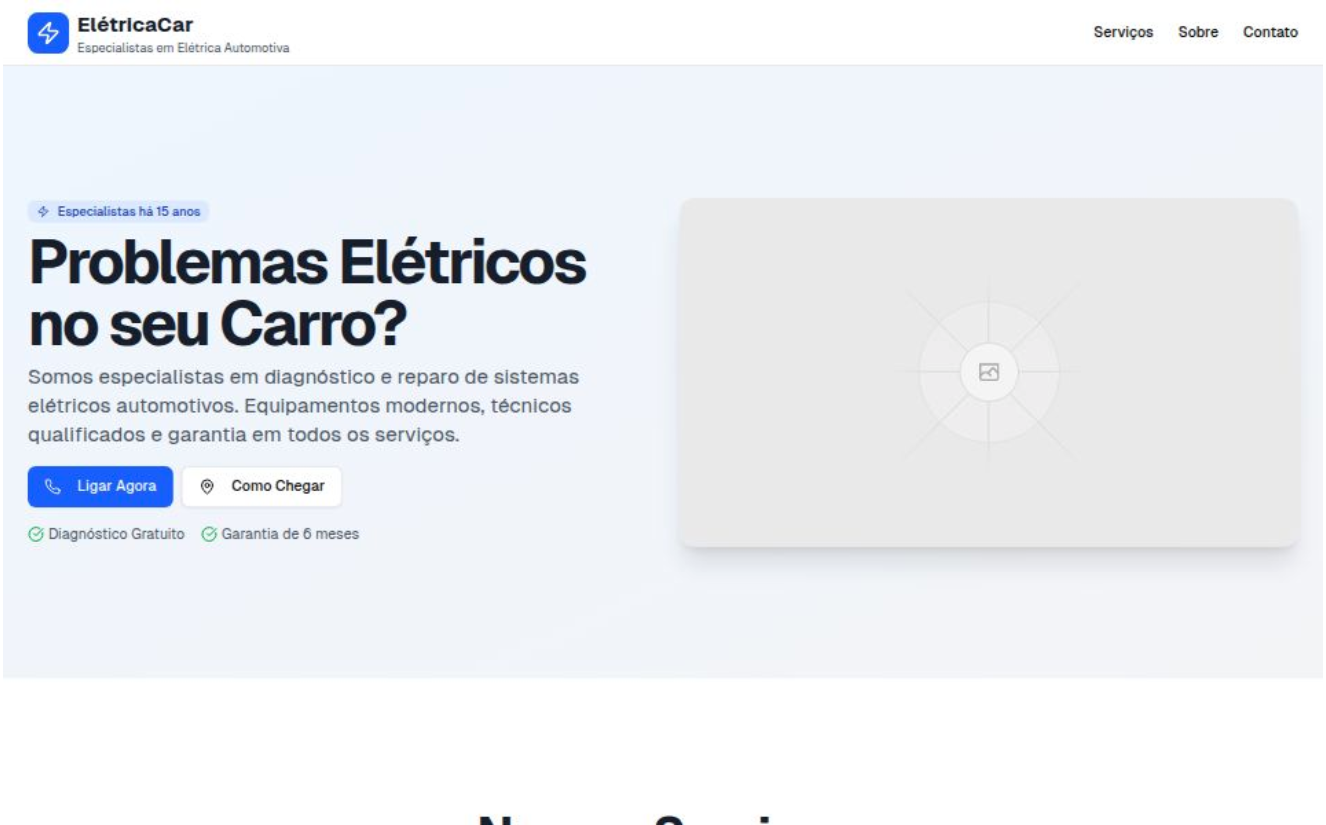 ElétricaCar
Especialistas em Elétrica Automotiva
Serviços
Sobre
Contato
Especialistas há 15 anos
Problemas Elétricos
no seu Carro?
Somos especialistas em diagnóstico e reparo de sistemas
elétricos automotivos. Equipamentos modernos, técnicos
qualificados e garantia em todos os serviços.
Ligar Agora
Como Chegar
Diagnóstico Gratuito
Garantia de 6 meses